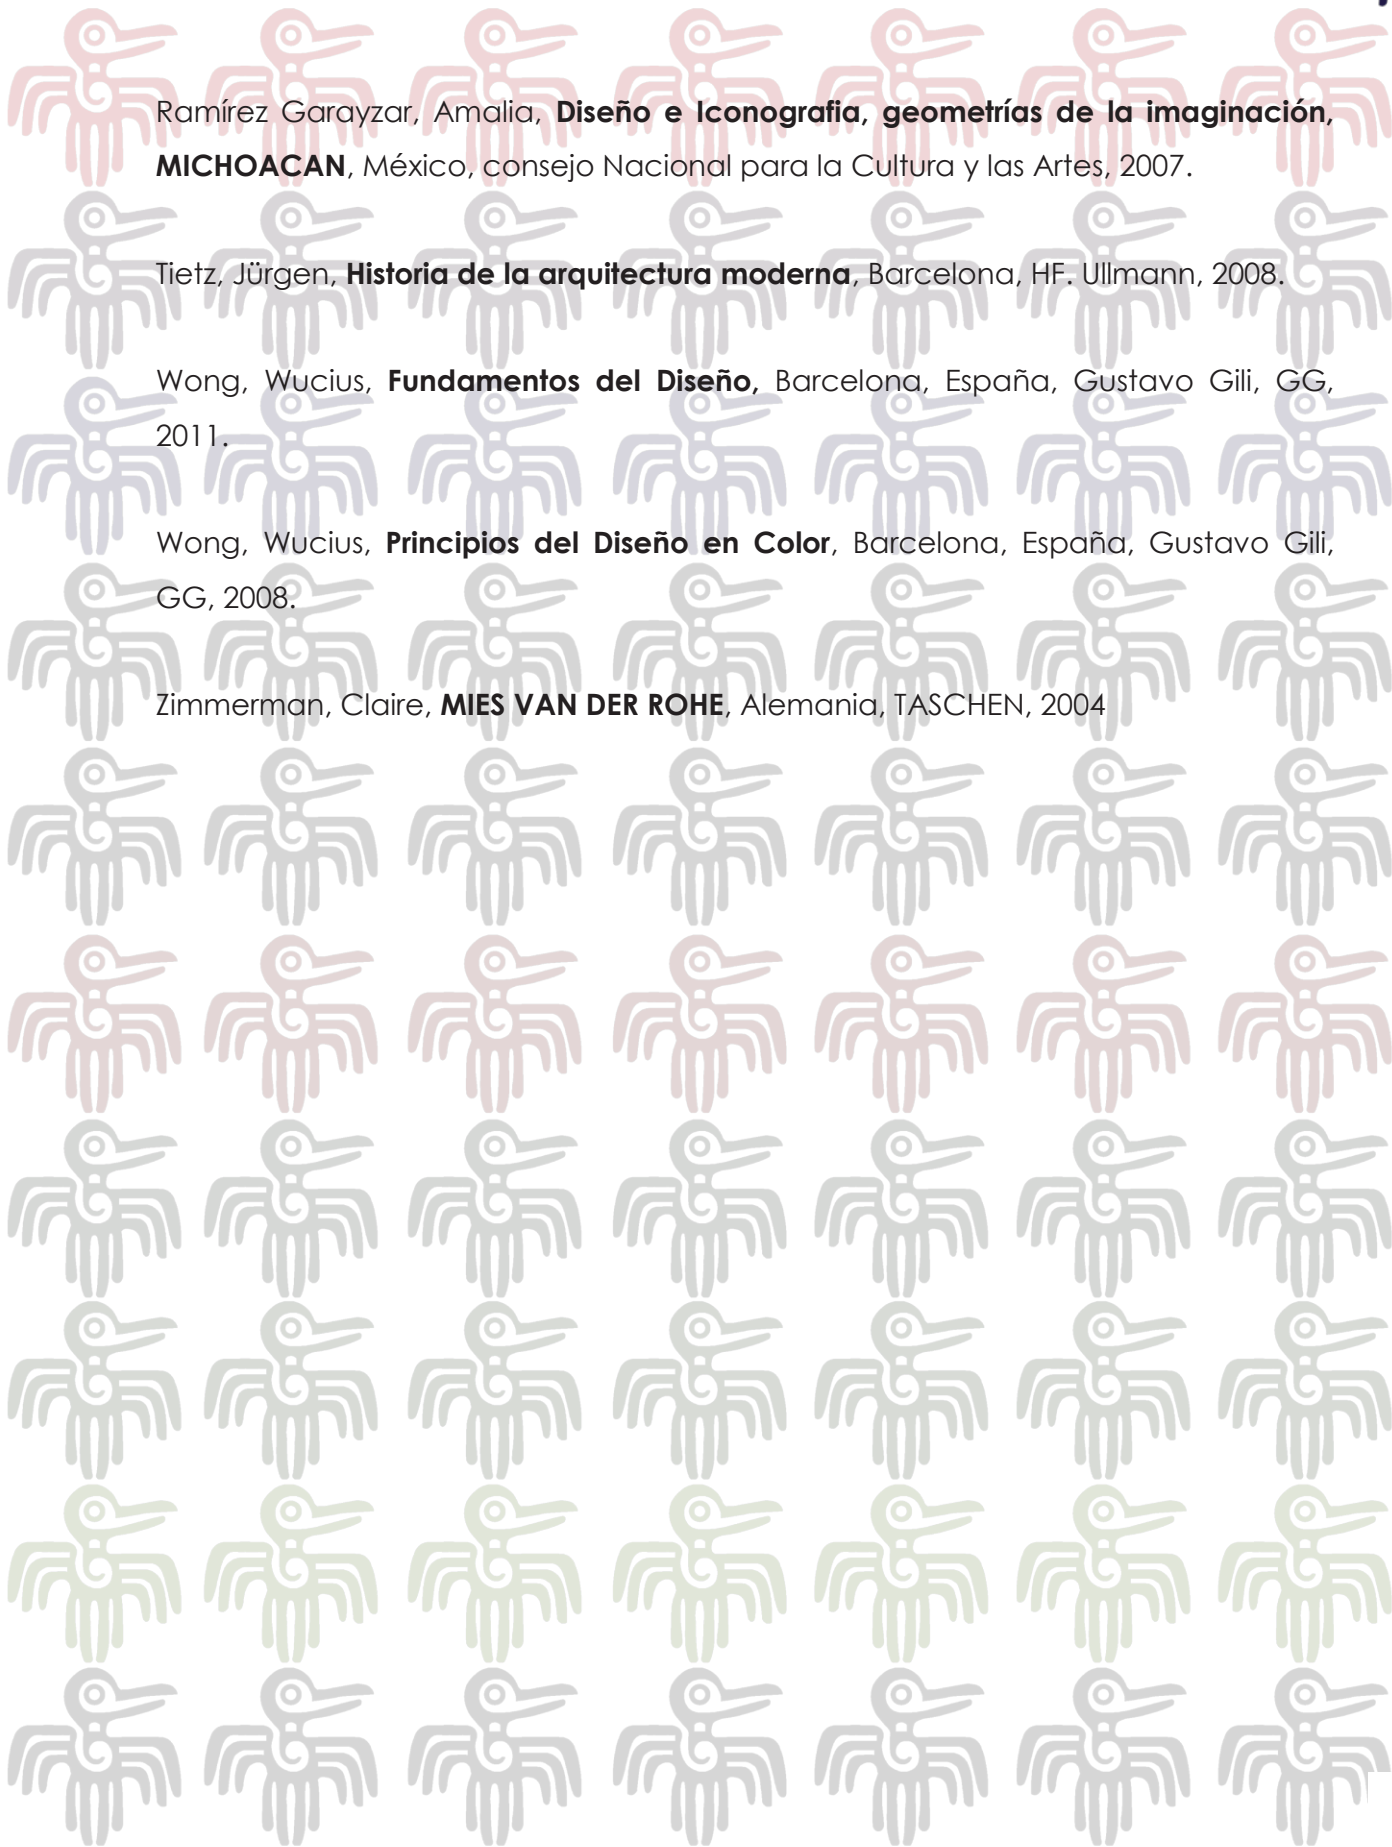 Ramírez Garayzar, Amalia, Diseño e Iconografia, geometrías de la imaginación,
MICHOACAN, México, consejo Nacional para la Cultura y las Artes, 2007.
Tietz, Jürgen, Historia de la arquitectura moderna, Barcelona, HF. Ullmann, 2008.
Wong, Wucius, Fundamentos del Diseño, Barcelona, España, Gustavo Gili, GG,
2011.
Wong, Wucius, Principios del Diseño en Color, Barcelona, España, Gustavo Gili,
GG, 2008.
Zimmerman, Claire, MIES VAN DER ROHE, Alemania, TASCHEN, 2004